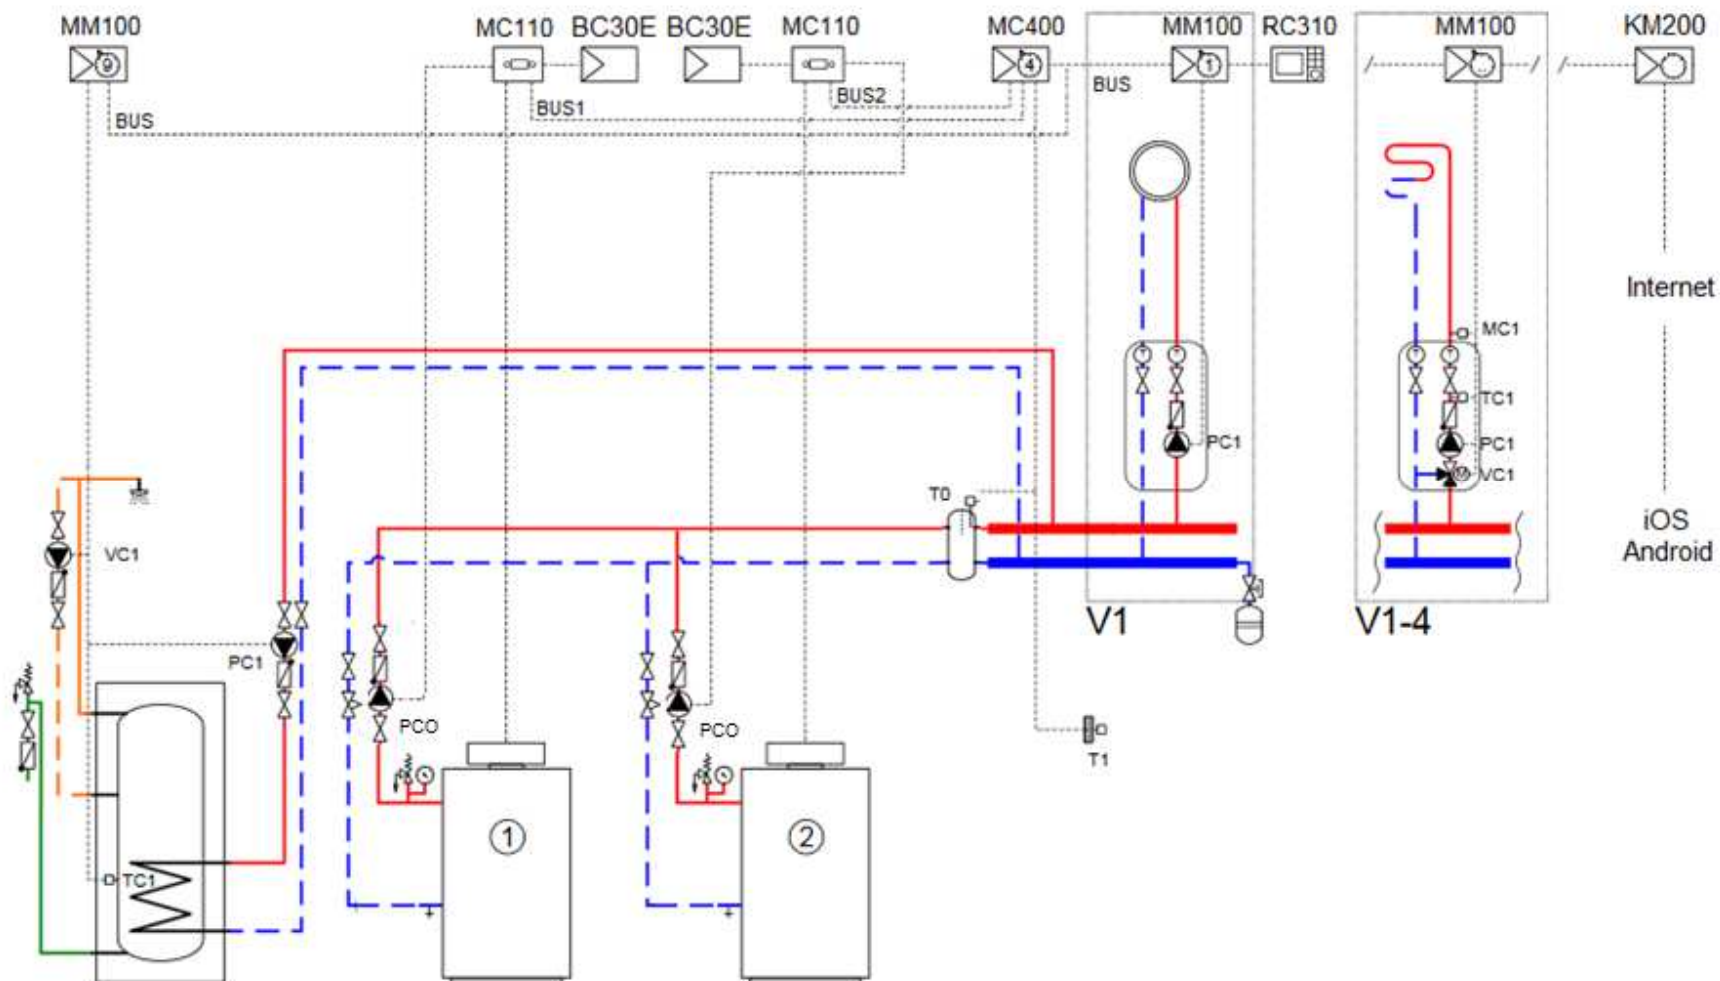 MM100
MC110
BC30E
BC30E
MC110
MC400
MM100
RC310
MM100
KM200
9
4
1
...
BUS
BUS1
BUS2
BUS
Internet
MC1
TC1
PC1
PC1
VC1
T0
iOS
Android
VC1
V1
V1-4
PC1
PCO
PCO
T1
1
2
TC1
M